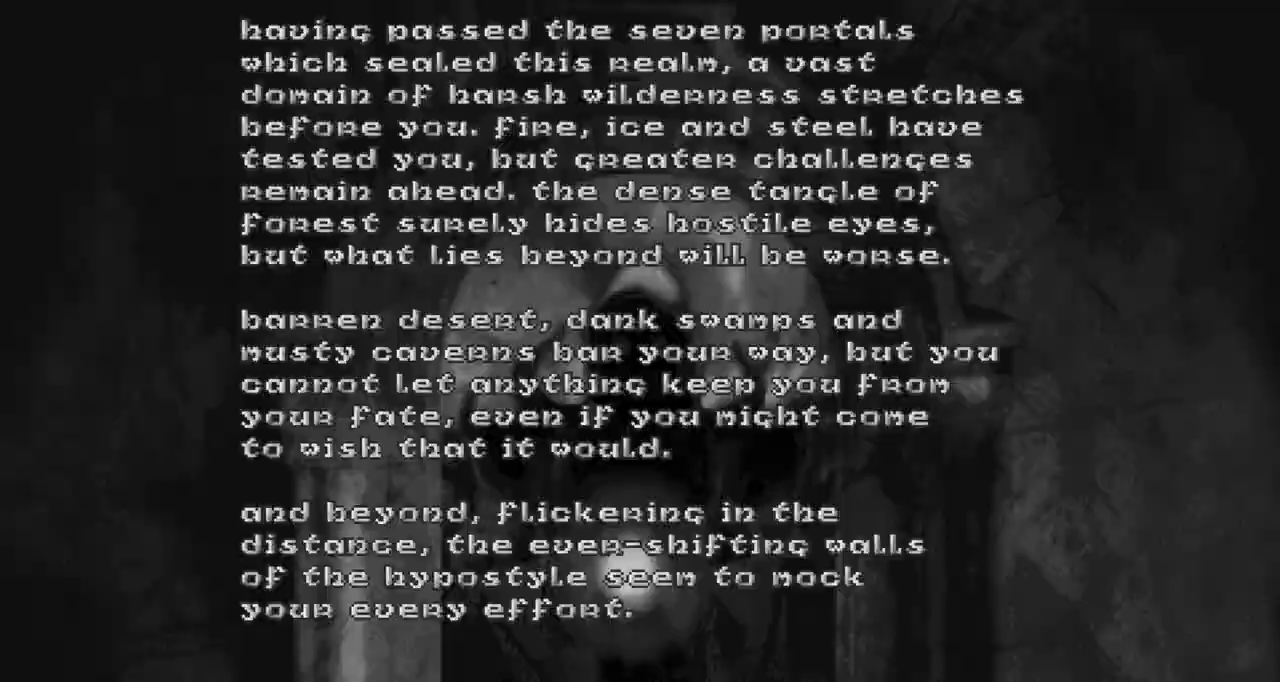 having passed the seven portals
which sealed this realm, a vast
domain of harsh wilderness stretches
before you. fire, ice and steel have
tested you, but greater challenges
remain ahead. the dense tangle of
forest surely hides hostile eyes,
but what lies beyond will be worse.
barren desert, dank swamps and
musty caverns bar your way, but you
cannot let anything keep you from
your fate, even if you might come
to wish that it would.
and beyond, flickering in the
distance, the ever-shifting walls
of the hypostyle seem to mock
your every effort.